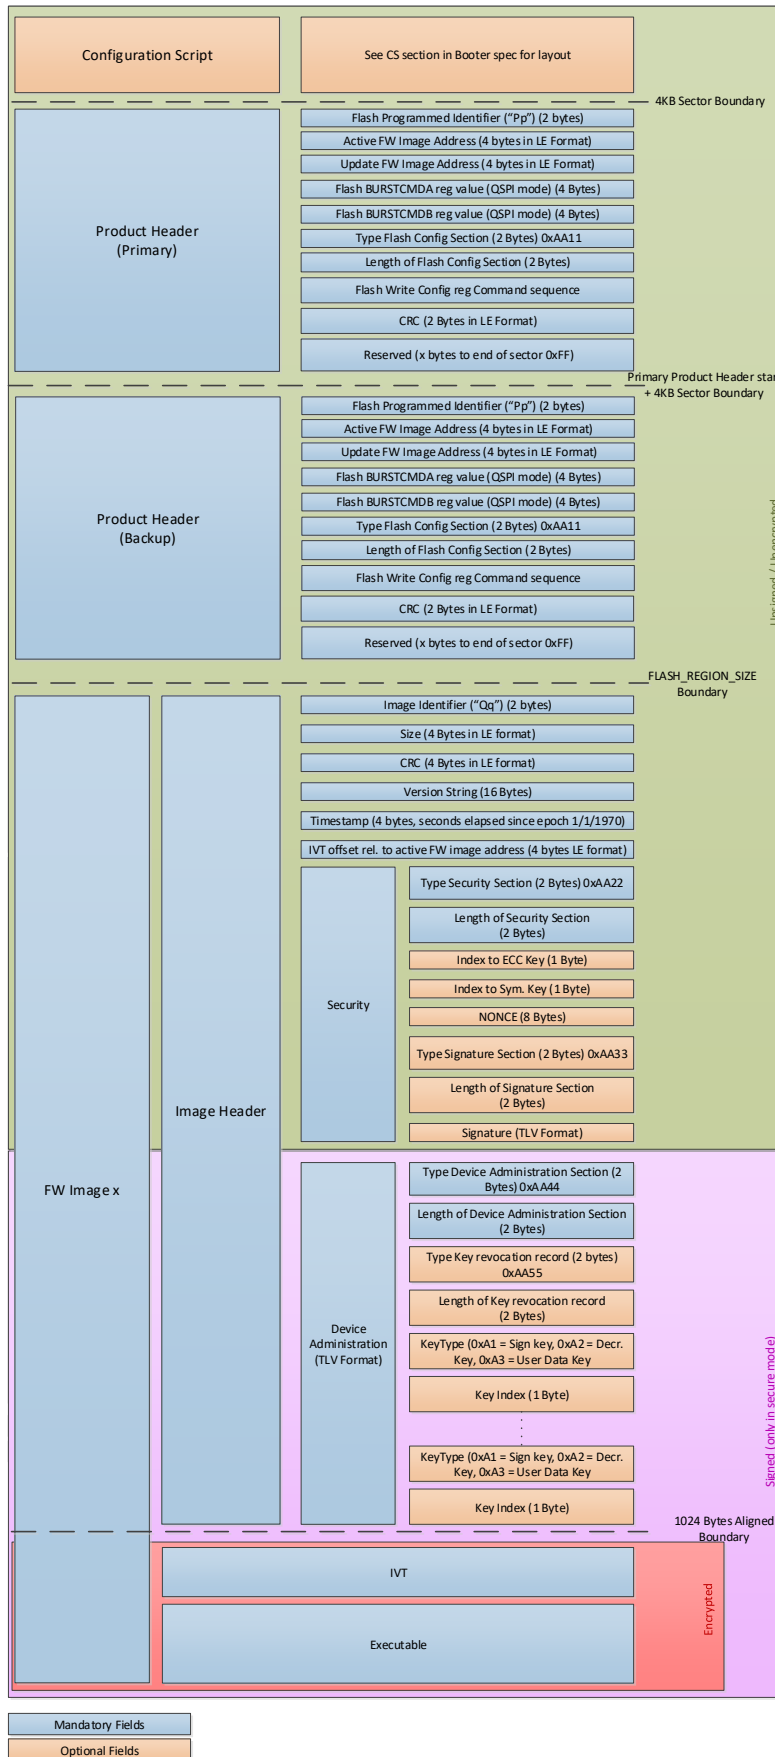 Configuration Script
See CS section in Booter spec for layout
4KB Sector Boundary
Product Header
(Primary)
Flash Programmed Identifier (“Pp”) (2 bytes)
Active FW Image Address (4 bytes in LE Format)
Update FW Image Address (4 bytes in LE Format)
Flash BURSTCMDA reg value (QSPI mode) (4 Bytes)
Flash BURSTCMDB reg value (QSPI mode) (4 Bytes)
Type Flash Config Section (2 Bytes) 0xAA11
Length of Flash Config Section (2 Bytes)
Flash Write Config reg Command sequence
CRC (2 Bytes in LE Format)
Reserved (x bytes to end of sector 0xFF)
Primary Product Header star
+ 4KB Sector Boundary
Product Header
(Backup)
Flash Programmed Identifier (“Pp”) (2 bytes)
Active FW Image Address (4 bytes in LE Format)
Update FW Image Address (4 bytes in LE Format)
Flash BURSTCMDA reg value (QSPI mode) (4 Bytes)
Flash BURSTCMDB reg value (QSPI mode) (4 Bytes)
Type Flash Config Section (2 Bytes) 0xAA11
Length of Flash Config Section (2 Bytes)
Flash Write Config reg Command sequence
CRC (2 Bytes in LE Format)
Reserved (x bytes to end of sector 0xFF)
Unsigned / Unencrypted
FLASH_REGION_SIZE
Boundary
FW Image x
Image Header
Image Identifier (“Qq”) (2 bytes)
Size (4 Bytes in LE format)
CRC (4 Bytes in LE format)
Version String (16 Bytes)
Timestamp (4 bytes, seconds elapsed since epoch 1/1/1970)
IVT offset rel. to active FW image address (4 bytes LE format)
Security
Type Security Section (2 Bytes) 0xAA22
Length of Security Section
(2 Bytes)
Index to ECC Key (1 Byte)
Index to Sym. Key (1 Byte)
NONCE (8 Bytes)
Type Signature Section (2 Bytes) 0xAA33
Length of Signature Section
(2 Bytes)
Signature (TLV Format)
Device
Administration
(TLV Format)
Type Device Administration Section (2
Bytes) 0xAA44
Length of Device Administration Section
(2 Bytes)
Type Key revocation record (2 bytes)
0xAA55
Length of Key revocation record
(2 Bytes)
KeyType (0xA1 = Sign key, 0xA2 = Decr.
Key, 0xA3 = User Data Key
Key Index (1 Byte)
KeyType (0xA1 = Sign key, 0xA2 = Decr.
Key, 0xA3 = User Data Key
Key Index (1 Byte)
Signed (only in secure mode)
1024 Bytes Aligned
Boundary
IVT
Executable
Encrypted
Mandatory Fields
Optional Fields